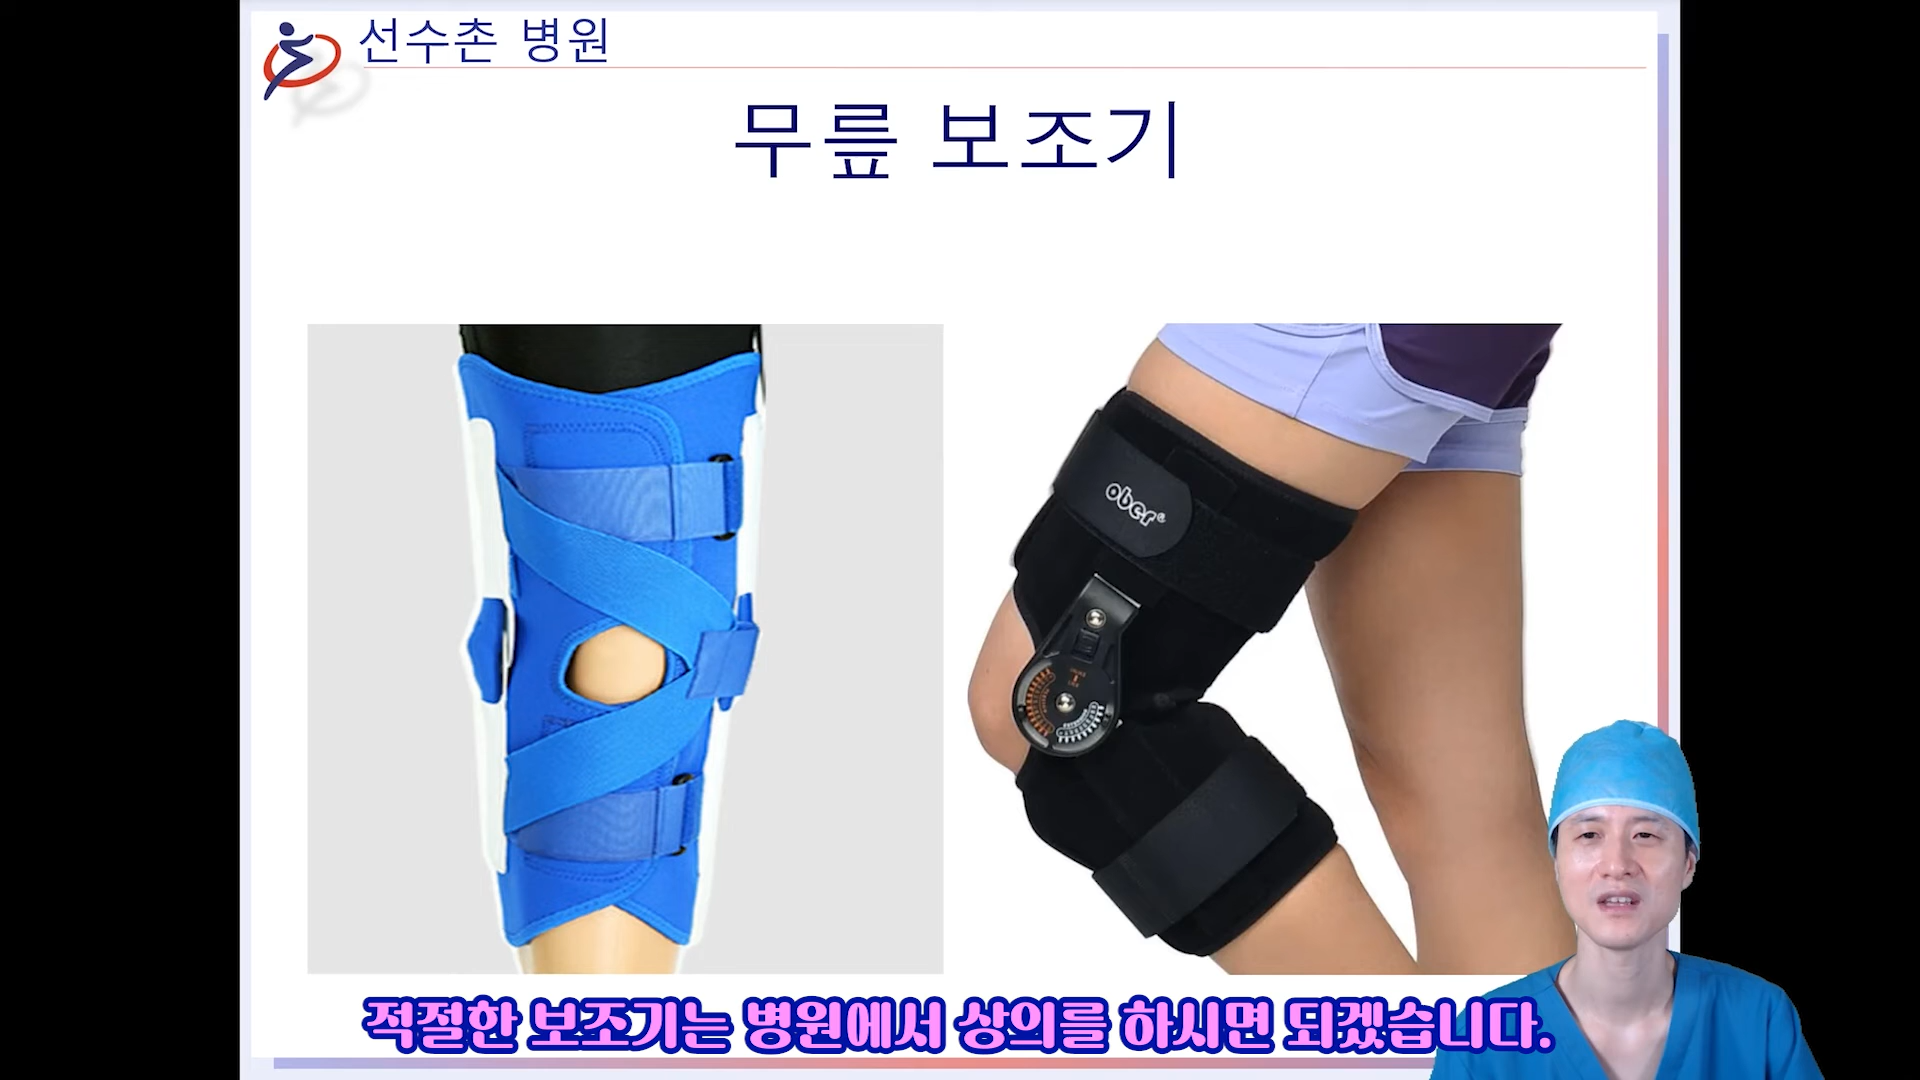 선수촌 병원
무릎 보조기
ober®
적절한 보조기는 병원에서 상의를 하시면 되겠습니다.